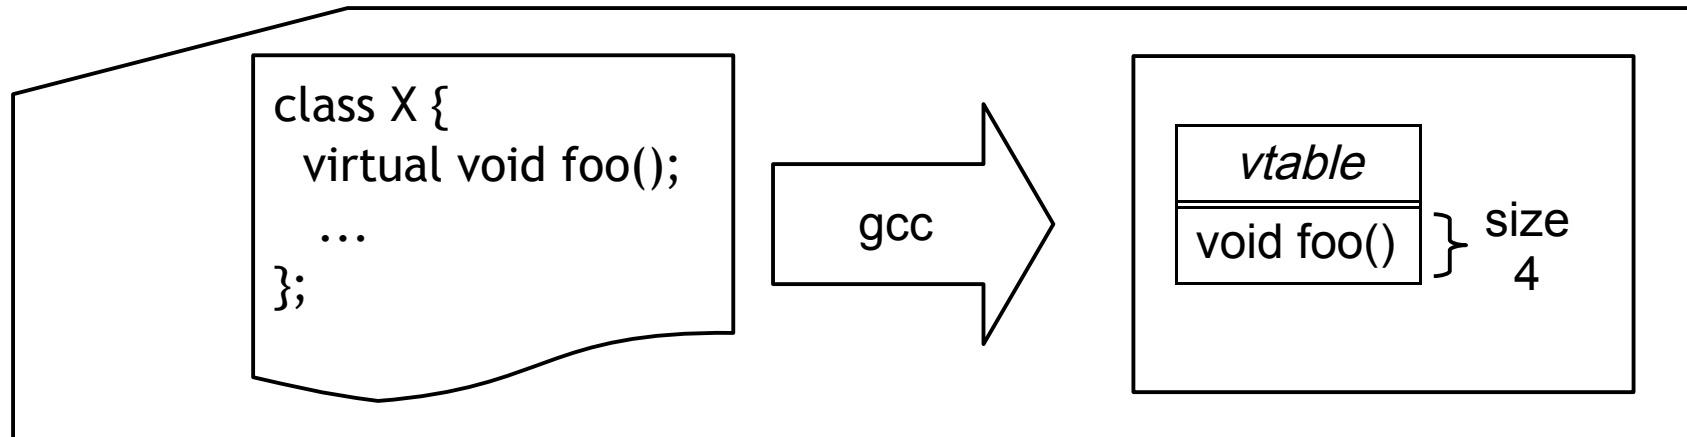 class X {
virtual void foo();
...
};
gcc
vtable
void foo()
size
4